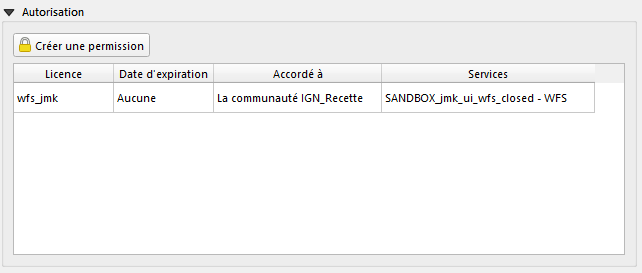 Autorisation
Créer une permission
Licence Date d'expiration Accordé à Services
wfs_jmk Aucune La communauté IGN_Recette SANDBOX_jmk_ui_wfs_closed - WFS